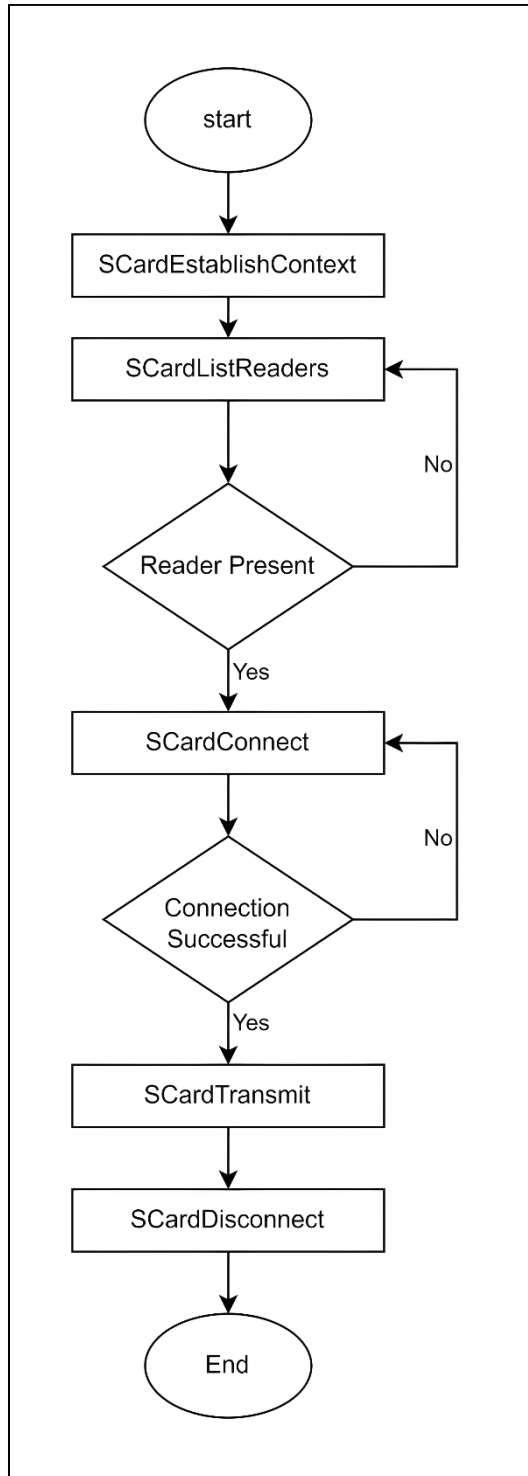 start
SCardEstablishContext
SCardListReaders
No
Reader Present
Yes
SCardConnect
No
Connection
Successful
Yes
SCardTransmit
SCardDisconnect
End